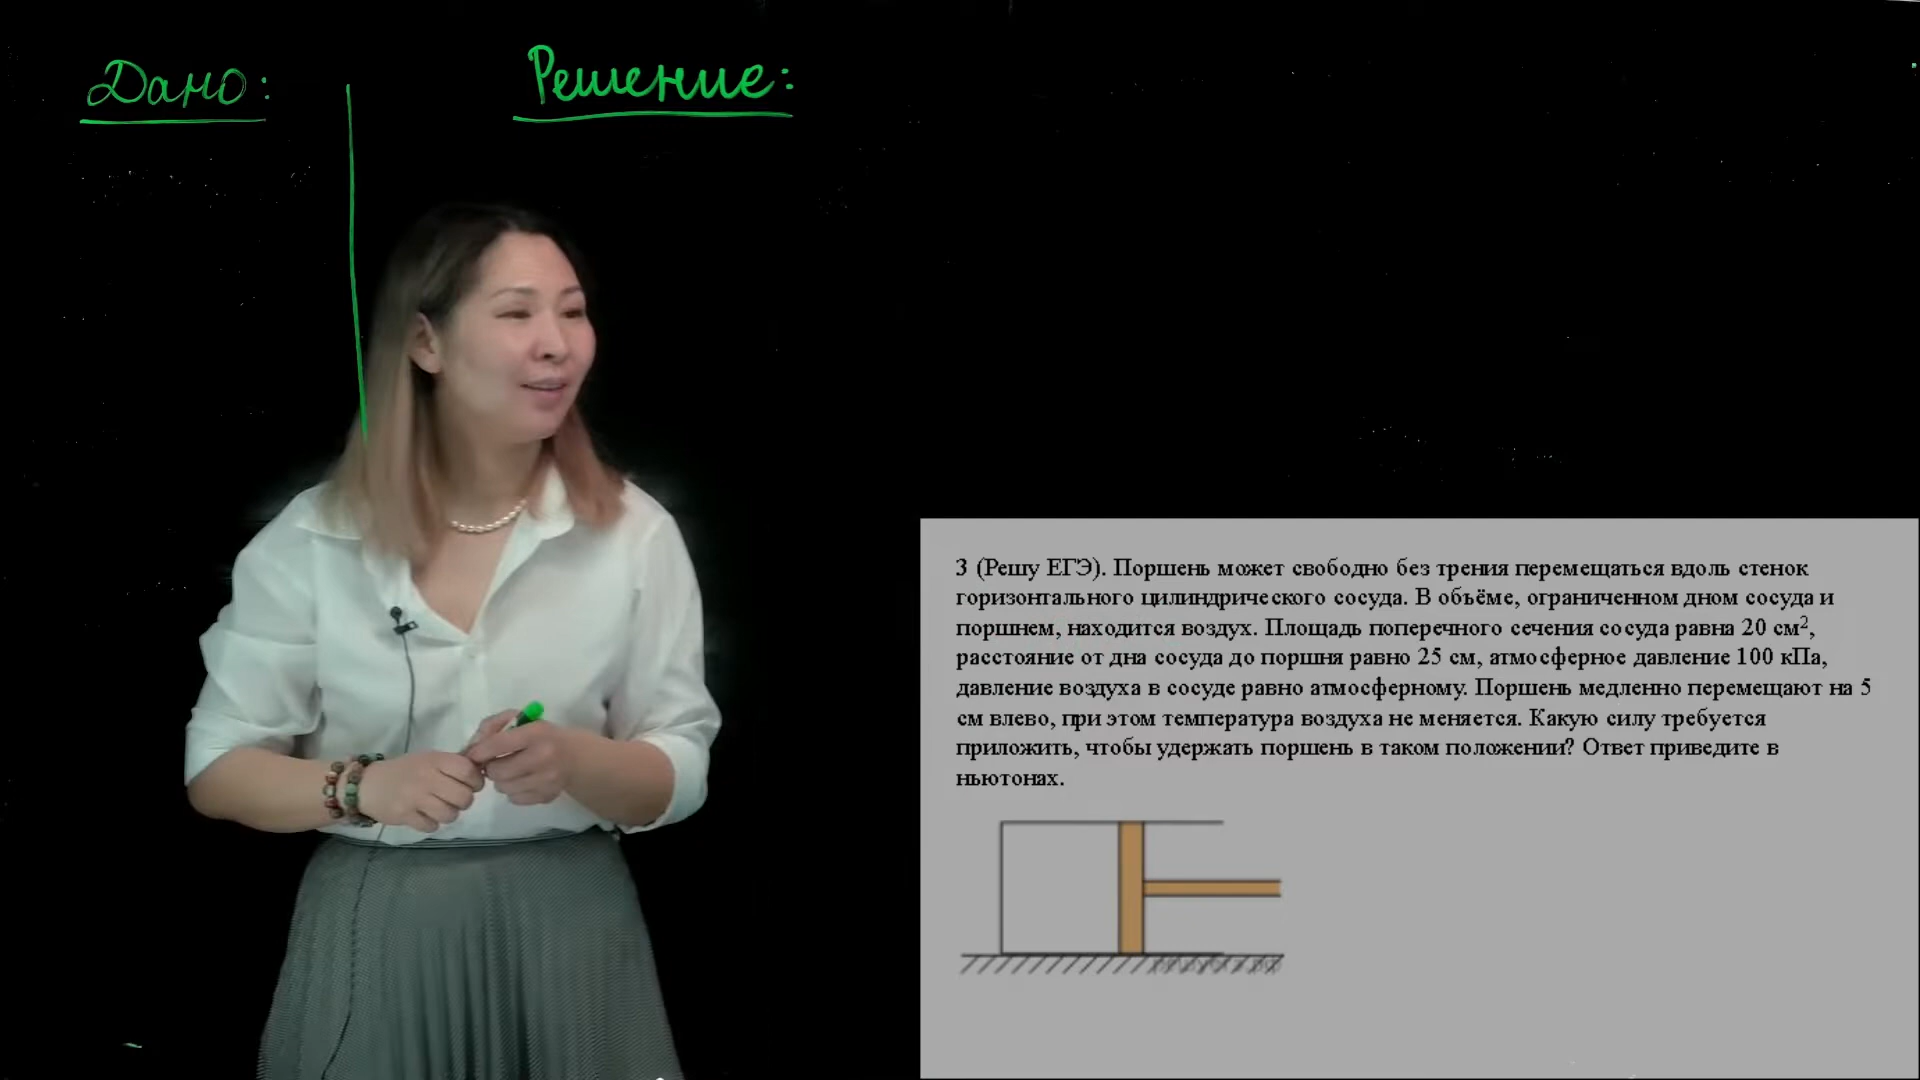 Дано:
Решение:
3 (Решу ЕГЭ). Поршень может свободно без трения перемещаться вдоль стенок
горизонтального цилиндрического сосуда. В объёме, ограниченном дном сосуда и
поршнем, находится воздух. Площадь поперечного сечения сосуда равна 20 см²,
расстояние от дна сосуда до поршня равно 25 см, атмосферное давление 100 кПа,
давление воздуха в сосуде равно атмосферному. Поршень медленно перемещают на 5
см влево, при этом температура воздуха не меняется. Какую силу требуется
приложить, чтобы удержать поршень в таком положении? Ответ приведите в
ньютонах.